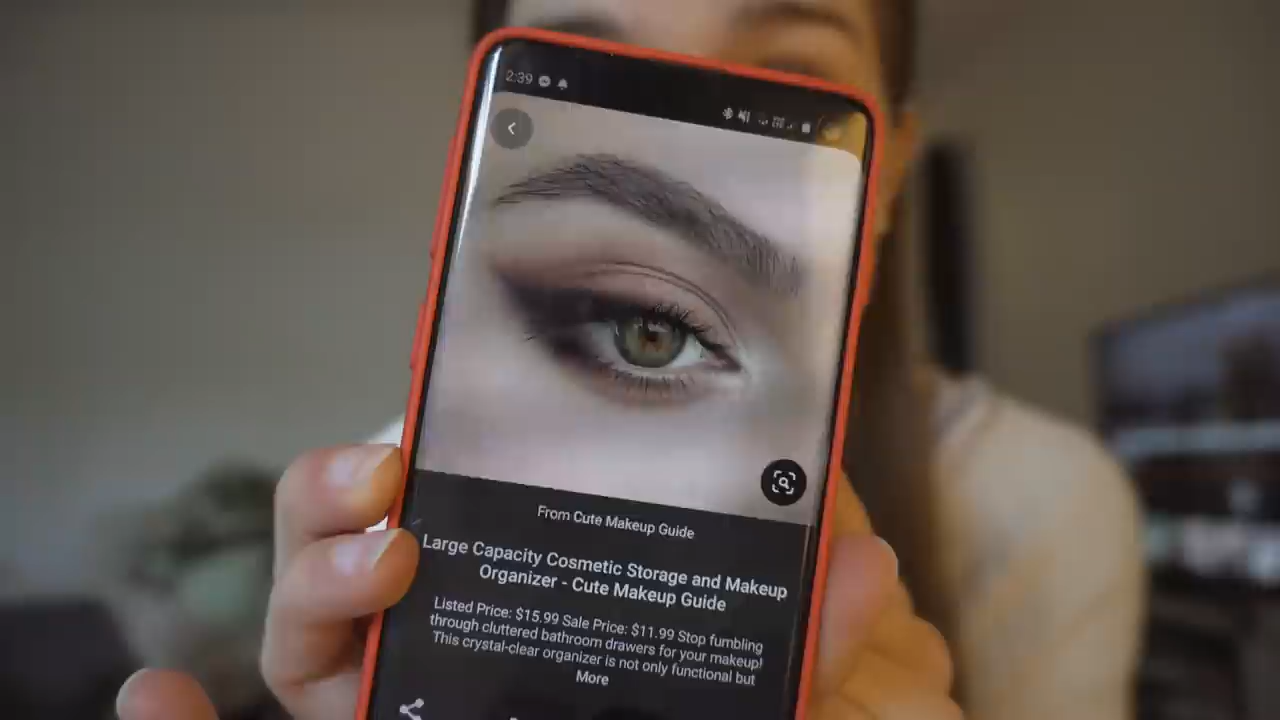 2:39
From Cute Makeup Guide
Large Capacity Cosmetic Storage and Makeup
Organizer - Cute Makeup Guide
Listed Price: $15.99 Sale Price: $11.99 Stop fumbling
through cluttered bathroom drawers for your makeup!
This crystal-clear organizer is not only functional but
More